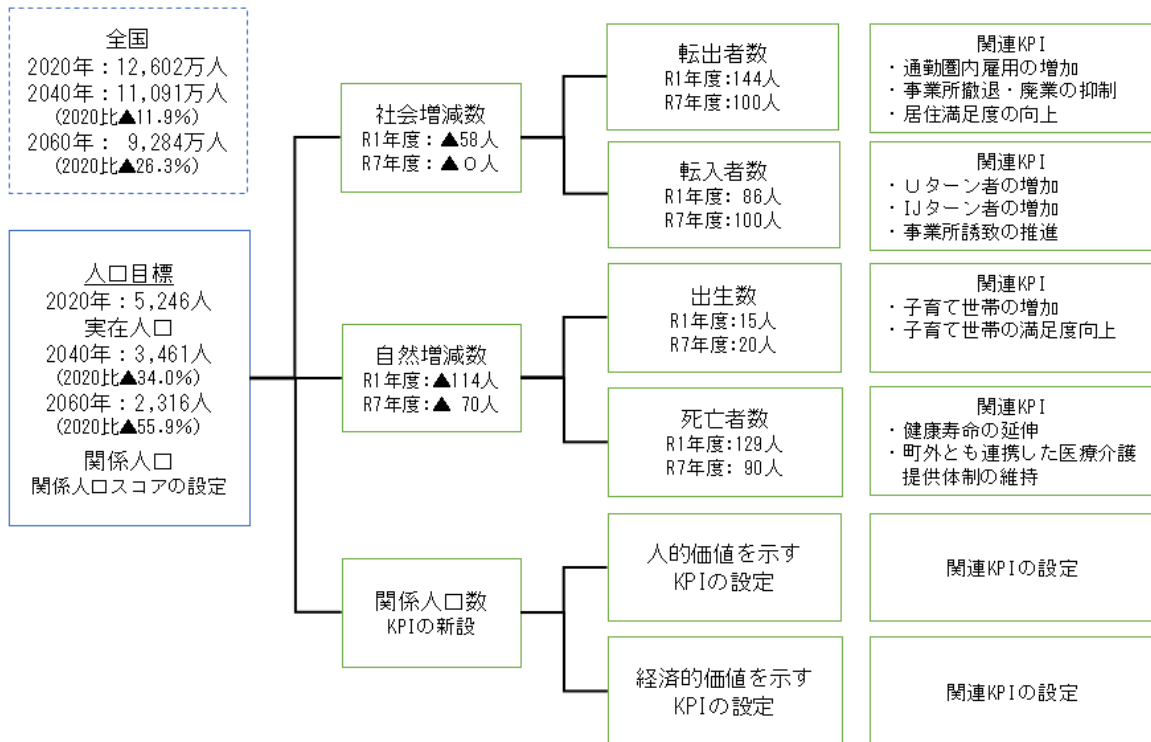 全国
2020年：12,602万人
2040年：11,091万人
(2020比▲11.9%)
2060年： 9,284万人
(2020比▲26.3%)
人口目標
2020年：5,246人
実在人口
2040年：3,461人
(2020比▲34.0%)
2060年：2,316人
(2020比▲55.9%)
関係人口
関係人口スコアの設定
社会増減数
R1年度：▲58人
R7年度：▲０人
転出者数
R1年度:144人
R7年度:100人
関連KPI
・通勤圏内雇用の増加
・事業所撤退・廃業の抑制
・居住満足度の向上
転入者数
R1年度: 86人
R7年度:100人
関連KPI
・Ｕターン者の増加
・IJターン者の増加
・事業所誘致の推進
自然増減数
R1年度:▲114人
R7年度:▲ 70人
出生数
R1年度:15人
R7年度:20人
関連KPI
・子育て世帯の増加
・子育て世帯の満足度向上
死亡者数
R1年度:129人
R7年度: 90人
関連KPI
・健康寿命の延伸
・町外とも連携した医療介護
提供体制の維持
関係人口数
KPIの新設
人的価値を示す
KPIの設定
関連KPIの設定
経済的価値を示す
KPIの設定
関連KPIの設定